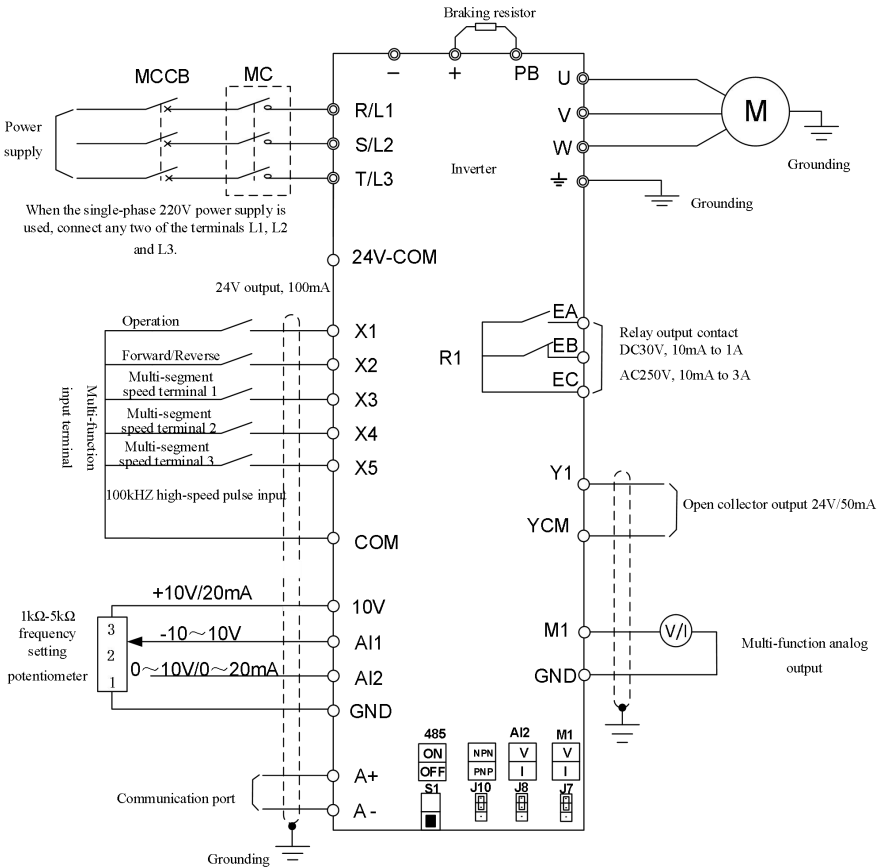 Braking resistor
MCCB
MC
−
+
PB
U
V
W
M
Grounding
Grounding
Power
supply
R/L1
S/L2
T/L3
Inverter
When the single-phase 220V power supply is
used, connect any two of the terminals L1, L2
and L3.
24V-COM
24V output, 100mA
Operation
X1
Forward/Reverse
X2
Multi-segment
speed terminal 1
X3
Multi-segment
speed terminal 2
X4
Multi-segment
speed terminal 3
X5
Multi-function
input terminal
100kHZ high-speed pulse input
COM
R1
EA
EB
EC
Relay output contact
DC30V, 10mA to 1A
AC250V, 10mA to 3A
Y1
YCM
Open collector output 24V/50mA
+10V/20mA
10V
1kΩ-5kΩ
frequency
setting
potentiometer
3
2
1
-10～10V
AI1
0～10V/0～20mA
AI2
GND
M1
V/I
GND
Multi-function analog
output
485
ON
OFF
S1
NPN
PNP
J10
AI2
V
I
J8
M1
V
I
J7
Communication port
A+
A-
Grounding